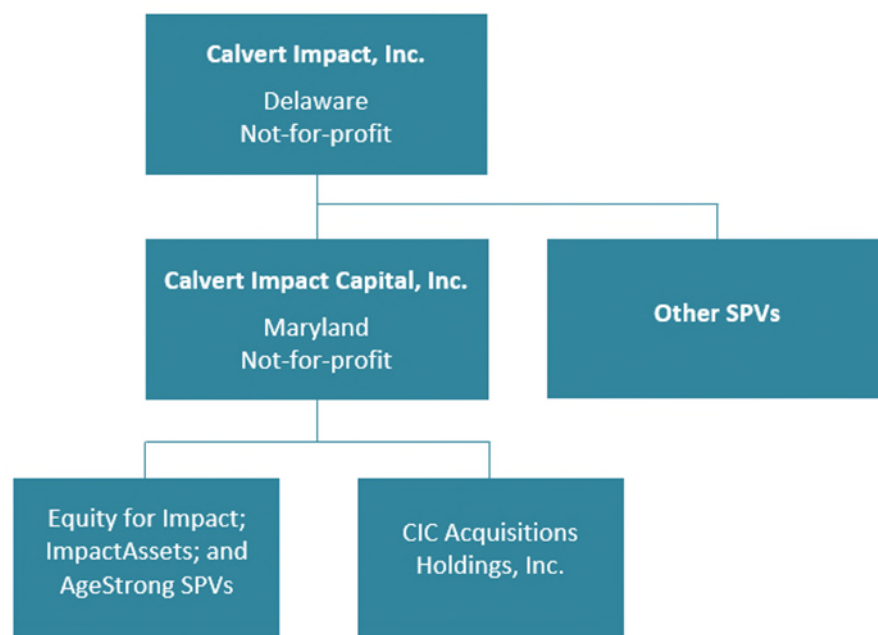 Calvert Impact, Inc.
Delaware
Not-for-profit
Calvert Impact Capital, Inc.
Maryland
Not-for-profit
Other SPVs
Equity for Impact;
ImpactAssets; and
AgeStrong SPVs
CIC Acquisitions
Holdings, Inc.